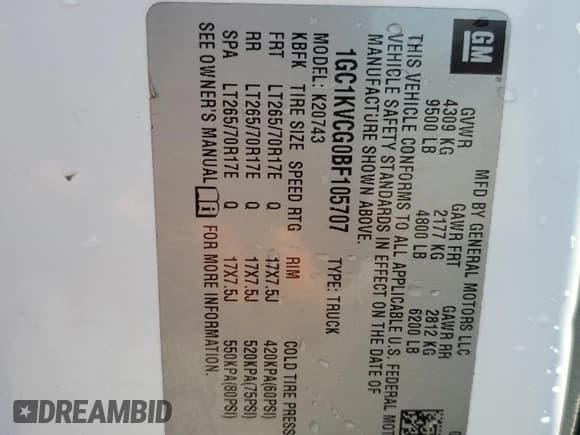 GM
MFD BY GENERAL MOTORS LLC
GVWR GAWR FRT GAWR RR
4309 KG 2177 KG 2812 KG
9500 LB 4800 LB 6200 LB
THIS VEHICLE CONFORMS TO ALL APPLICABLE U.S. FEDERAL MOTOR
VEHICLE SAFETY STANDARDS IN EFFECT ON THE DATE OF
MANUFACTURE SHOWN ABOVE.
1GC1KVCG0BF105707 TYPE: TRUCK
MODEL: K20743
KBFK TIRE SIZE SPEED RTG RIM COLD TIRE PRESS
FRT LT265/70R17E Q 17X7.5J 420KPA(60PSI)
RR LT265/70R17E Q 17X7.5J 520KPA(75PSI)
SPA LT265/70R17E Q 17X7.5J 550KPA(80PSI)
SEE OWNER'S MANUAL FOR MORE INFORMATION.
DREAMBID